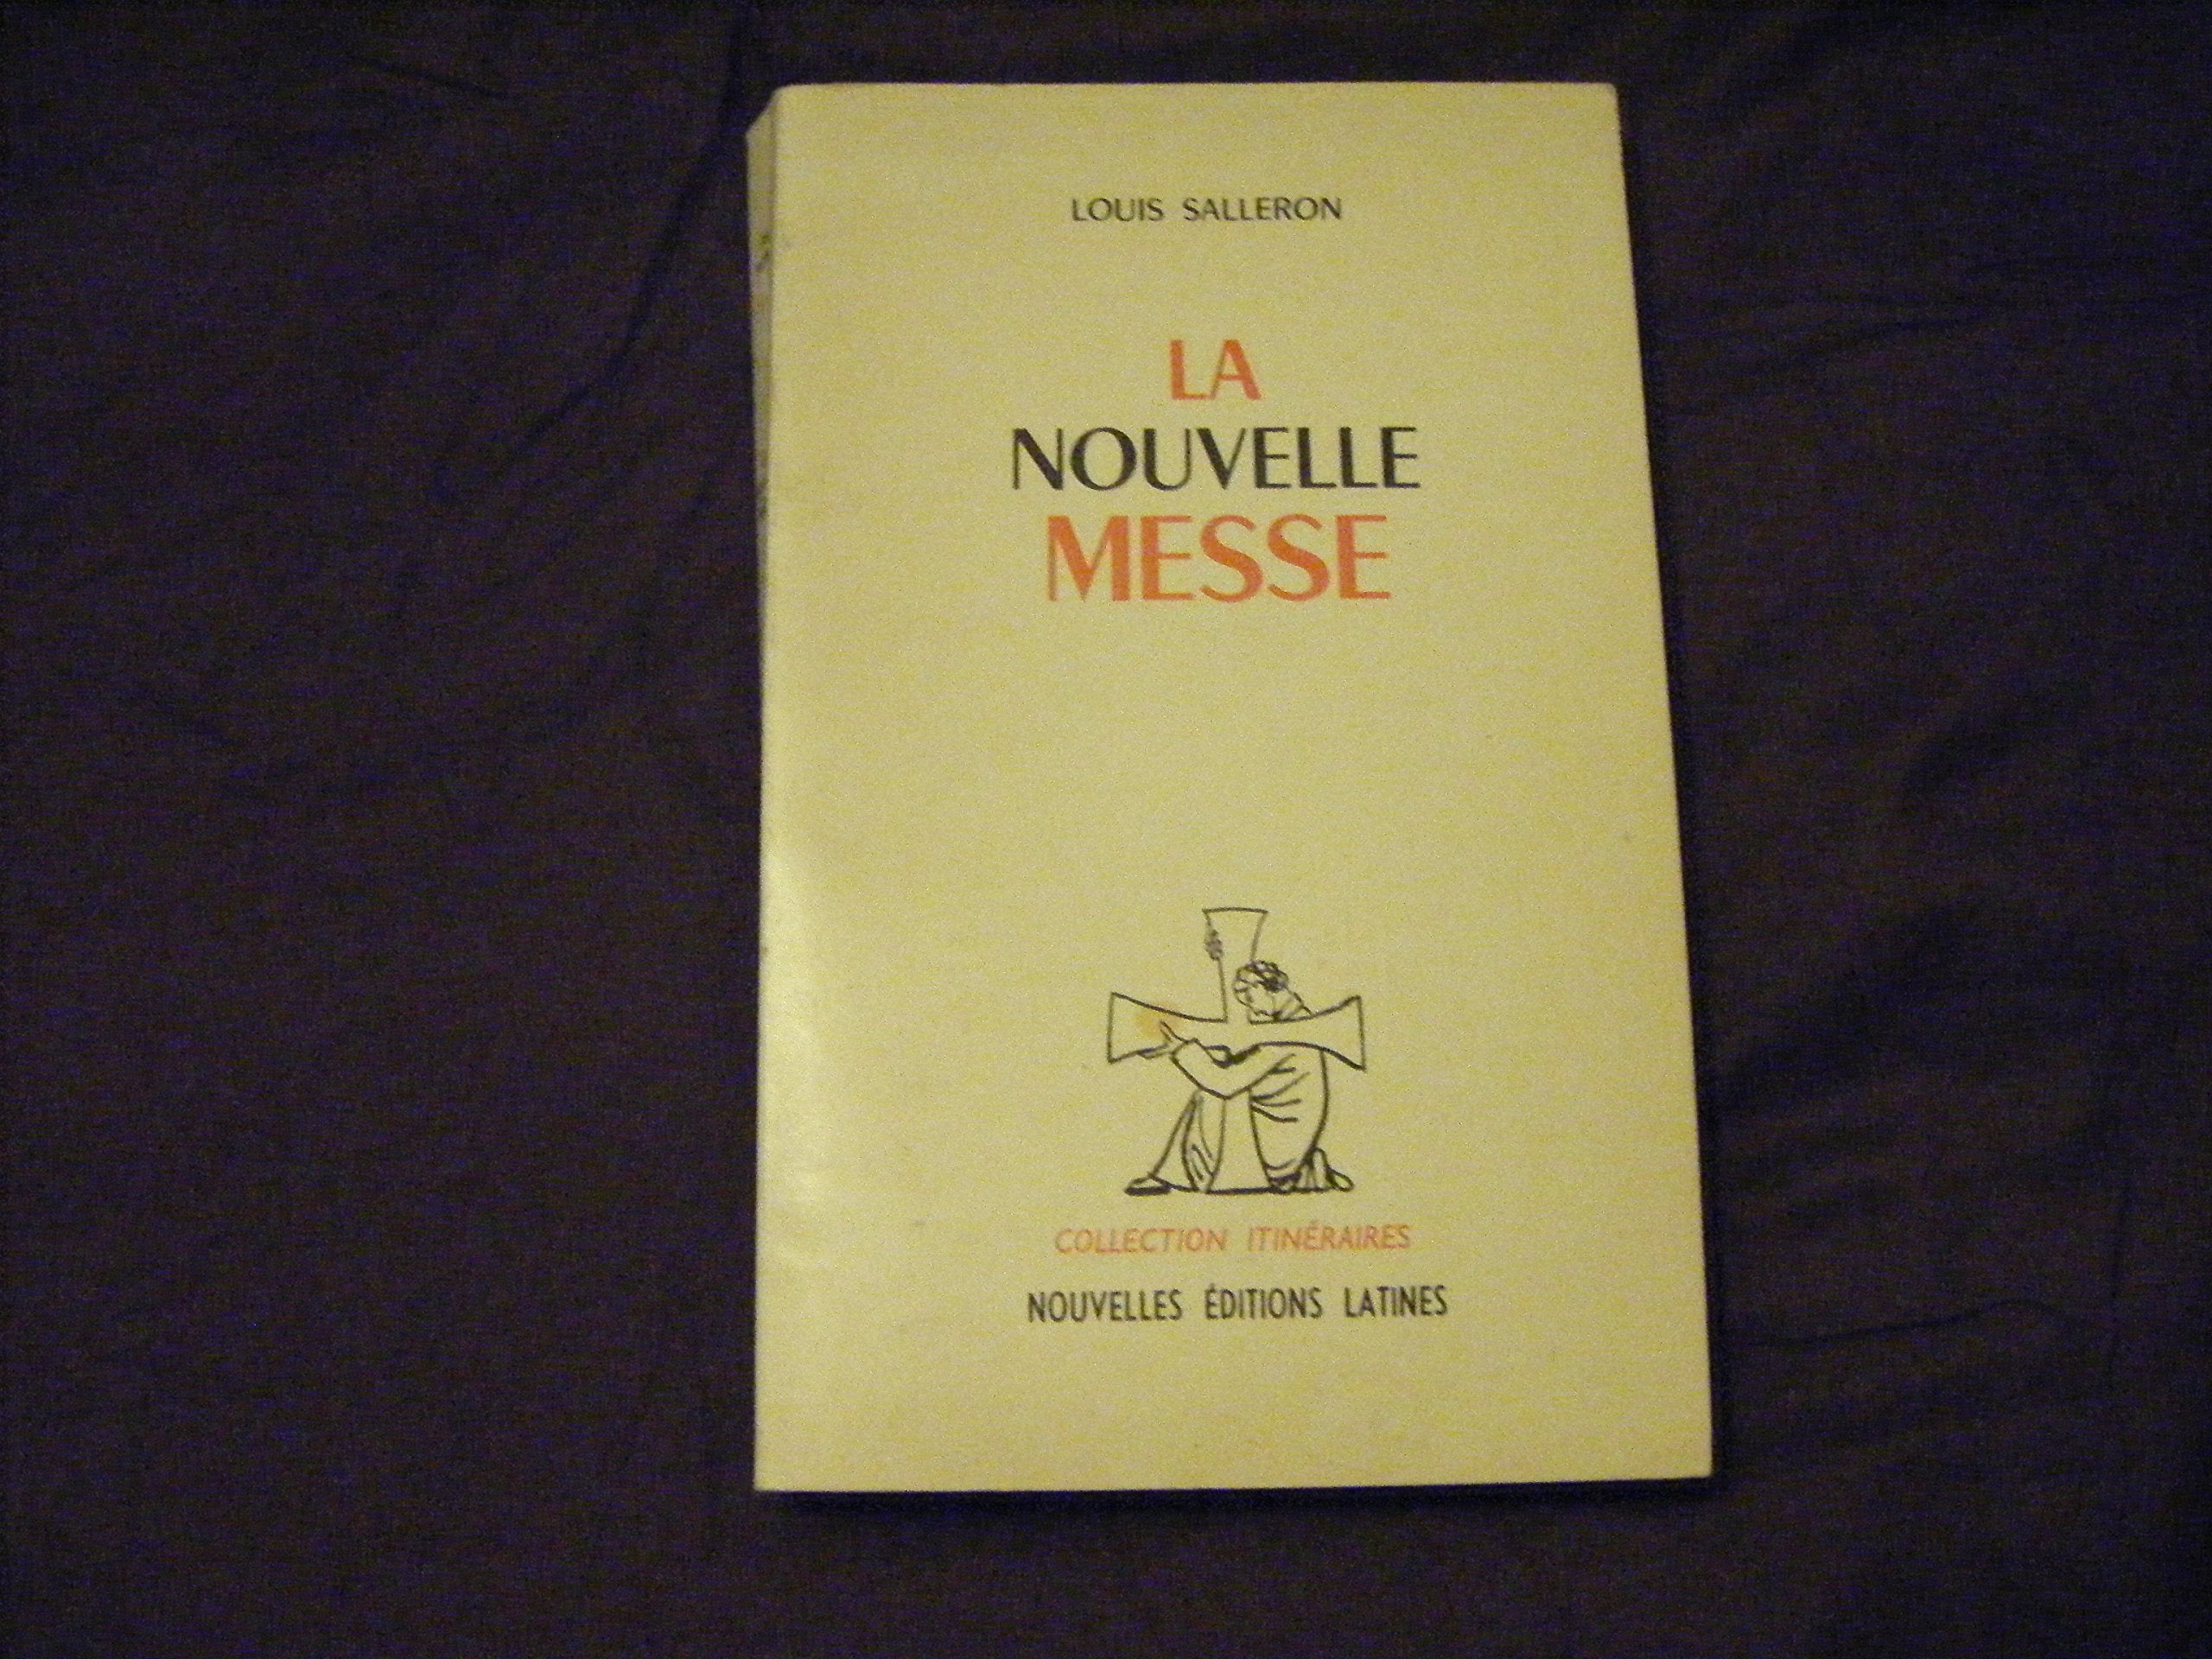 LOUIS SALLERON
LA
NOUVELLE
MESSE
COLLECTION ITINÉRAIRES
NOUVELLES ÉDITIONS LATINES